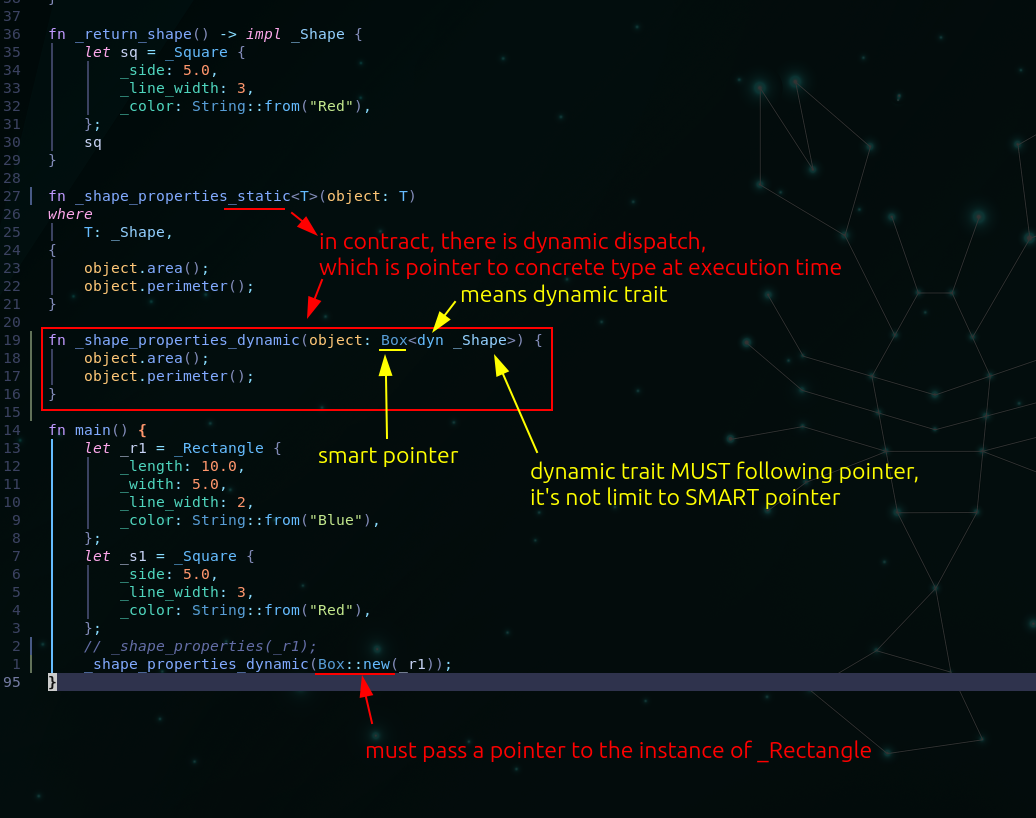 38 }
37
36 fn _return_shape() -> impl _Shape {
35     let sq = _Square {
34         _side: 5.0,
33         _line_width: 3,
32         _color: String::from("Red"),
31     };
30     sq
29 }
28
27 fn _shape_properties_static<T>(object: T)
26 where
25     T: _Shape,
24 {
23     object.area();
22     object.perimeter();
21 }
in contract, there is dynamic dispatch,
which is pointer to concrete type at execution time
means dynamic trait
20
19 fn _shape_properties_dynamic(object: Box<dyn _Shape>) {
18     object.area();
17     object.perimeter();
16 }
15
smart pointer
dynamic trait MUST following pointer,
it's not limit to SMART pointer
14 fn main() {
13     let _r1 = _Rectangle {
12         _length: 10.0,
11         _width: 5.0,
10         _line_width: 2,
9         _color: String::from("Blue"),
8     };
7     let _s1 = _Square {
6         _side: 5.0,
5         _line_width: 3,
4         _color: String::from("Red"),
3     };
2     // _shape_properties(_r1);
1     _shape_properties_dynamic(Box::new(_r1));
95 }
must pass a pointer to the instance of _Rectangle